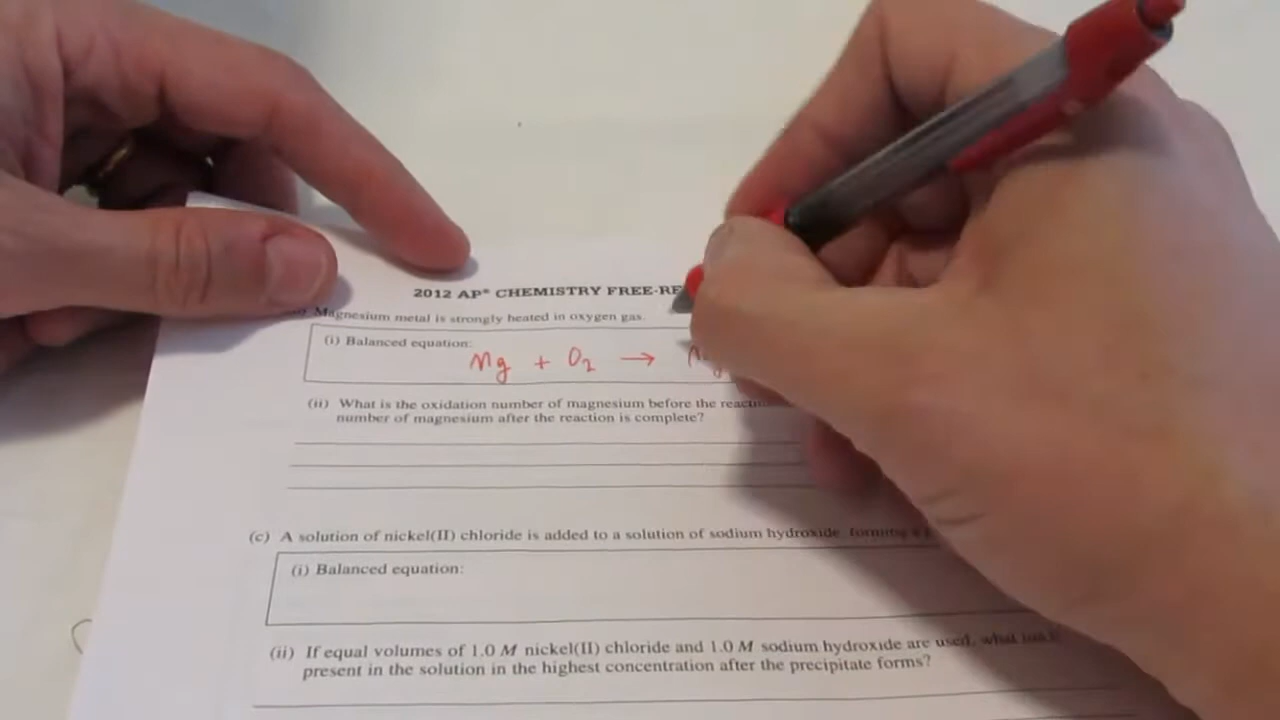 2012 AP® CHEMISTRY FREE-RE
Magnesium metal is strongly heated in oxygen gas.
(i) Balanced equation:
Mg + O₂ →
(ii) What is the oxidation number of magnesium before the
number of magnesium after the reaction is complete?
(c) A solution of nickel(II) chloride is added to a solution of sodium hydroxide, forming a
(i) Balanced equation:
(ii) If equal volumes of 1.0 M nickel(II) chloride and 1.0 M sodium hydroxide are used, what ion is
present in the solution in the highest concentration after the precipitate forms?